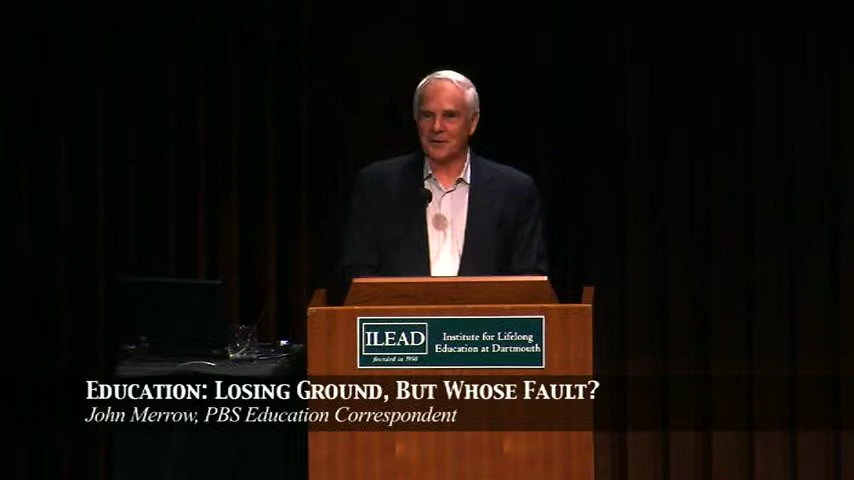 ILEAD
founded in 1990
Institute for Lifelong
Education at Dartmouth
Education: Losing Ground, But Whose Fault?
John Merrow, PBS Education Correspondent